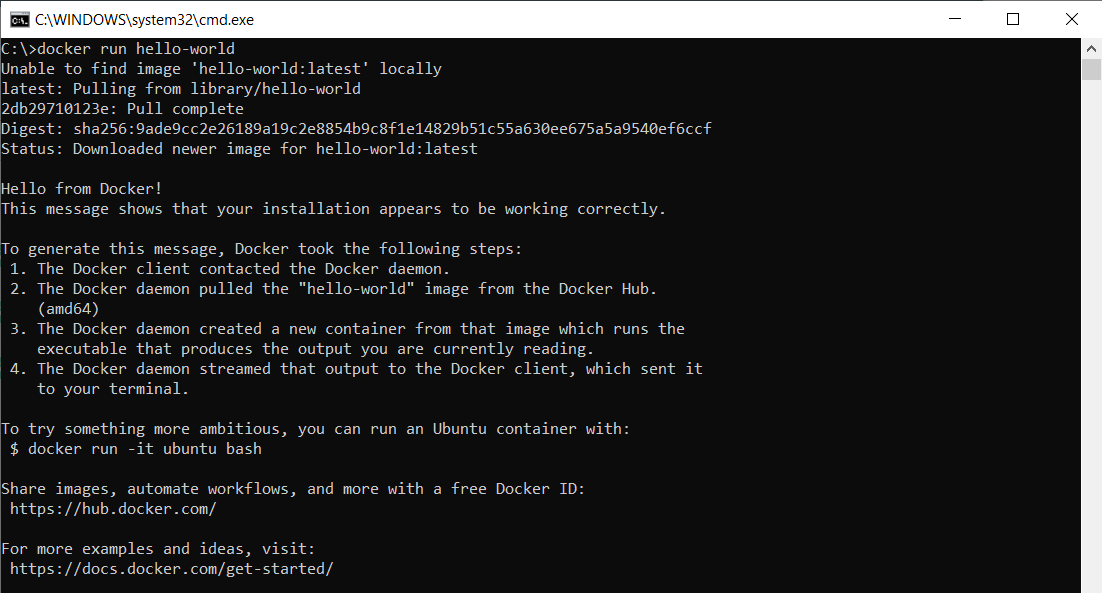 C:\WINDOWS\system32\cmd.exe
C:\>docker run hello-world
Unable to find image 'hello-world:latest' locally
latest: Pulling from library/hello-world
2db29710123e: Pull complete
Digest: sha256:9ade9cc2e26189a19c2e8854b9c8f1e14829b51c55a630ee675a5a9540ef6ccf
Status: Downloaded newer image for hello-world:latest

Hello from Docker!
This message shows that your installation appears to be working correctly.

To generate this message, Docker took the following steps:
 1. The Docker client contacted the Docker daemon.
 2. The Docker daemon pulled the "hello-world" image from the Docker Hub.
    (amd64)
 3. The Docker daemon created a new container from that image which runs the
    executable that produces the output you are currently reading.
 4. The Docker daemon streamed that output to the Docker client, which sent it
    to your terminal.

To try something more ambitious, you can run an Ubuntu container with:
 $ docker run -it ubuntu bash

Share images, automate workflows, and more with a free Docker ID:
 https://hub.docker.com/

For more examples and ideas, visit:
 https://docs.docker.com/get-started/